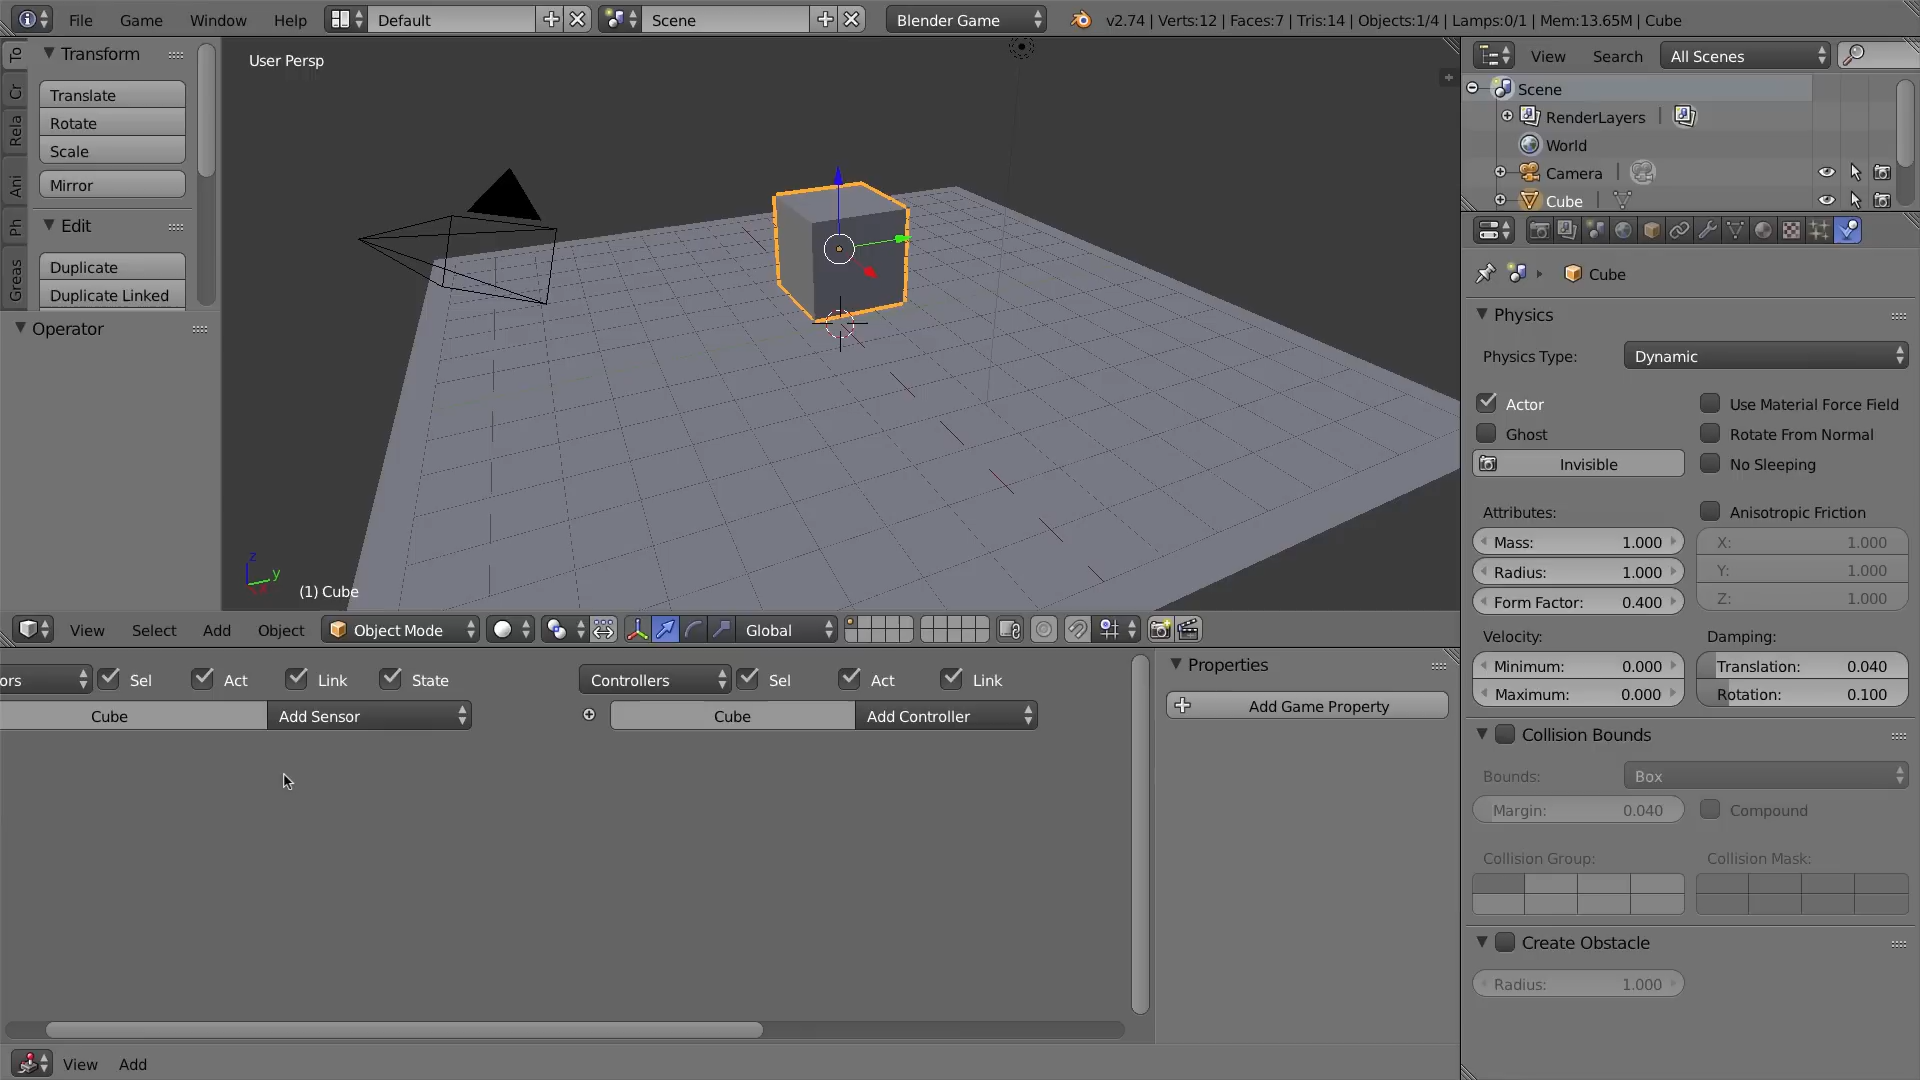 File Game Window Help Default Scene Blender Game v2.74 | Verts:12 | Faces:7 | Tris:14 | Objects:1/4 | Lamps:0/1 | Mem:13.65M | Cube
To
Cr
Rela
Ani
Ph
Greas
Transform
Translate
Rotate
Scale
Mirror
Edit
Duplicate
Duplicate Linked
Operator
User Persp
z
y
(1) Cube
View Search All Scenes
Scene
RenderLayers
World
Camera
Cube
Cube
Physics
Physics Type: Dynamic
Actor Use Material Force Field
Ghost Rotate From Normal
Invisible No Sleeping
Attributes: Anisotropic Friction
Mass: 1.000 X: 1.000
Radius: 1.000 Y: 1.000
Form Factor: 0.400 Z: 1.000
Velocity: Damping:
Minimum: 0.000 Translation: 0.040
Maximum: 0.000 Rotation: 0.100
Collision Bounds
Bounds: Box
Margin: 0.040 Compound
Collision Group: Collision Mask:
Create Obstacle
Radius: 1.000
View Select Add Object Object Mode Global
ors Sel Act Link State Controllers Sel Act Link
Cube Add Sensor Cube Add Controller
Properties
Add Game Property
View Add